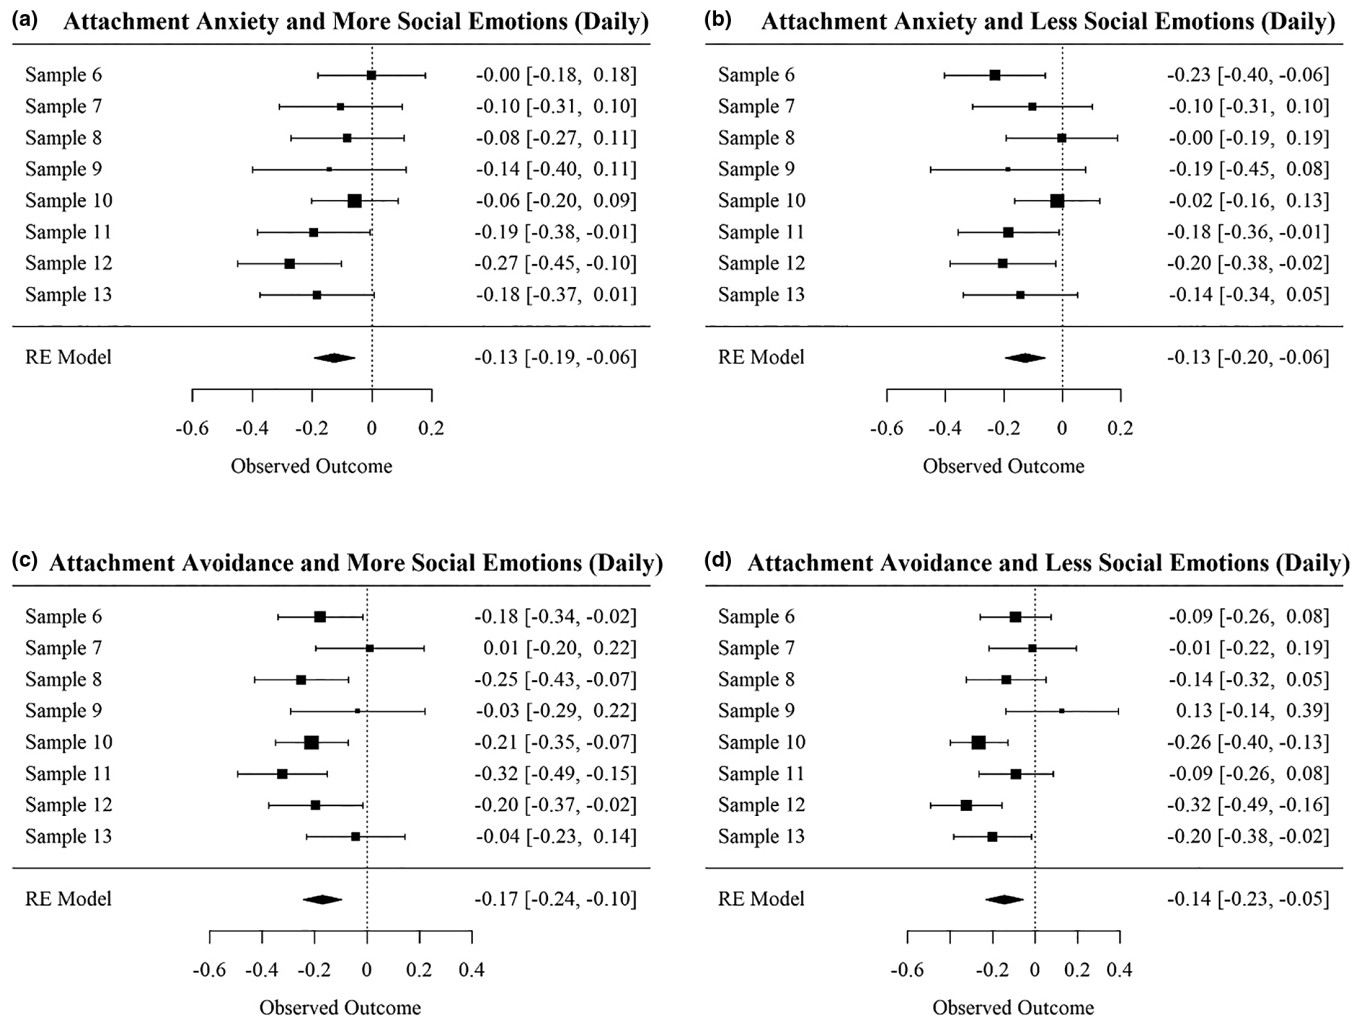 (a) Attachment Anxiety and More Social Emotions (Daily)
Sample 6 -0.00 [-0.18, 0.18]
Sample 7 -0.10 [-0.31, 0.10]
Sample 8 -0.08 [-0.27, 0.11]
Sample 9 -0.14 [-0.40, 0.11]
Sample 10 -0.06 [-0.20, 0.09]
Sample 11 -0.19 [-0.38, -0.01]
Sample 12 -0.27 [-0.45, -0.10]
Sample 13 -0.18 [-0.37, 0.01]
RE Model -0.13 [-0.19, -0.06]
-0.6 -0.4 -0.2 0 0.2
Observed Outcome
(b) Attachment Anxiety and Less Social Emotions (Daily)
Sample 6 -0.23 [-0.40, -0.06]
Sample 7 -0.10 [-0.31, 0.10]
Sample 8 -0.00 [-0.19, 0.19]
Sample 9 -0.19 [-0.45, 0.08]
Sample 10 -0.02 [-0.16, 0.13]
Sample 11 -0.18 [-0.36, -0.01]
Sample 12 -0.20 [-0.38, -0.02]
Sample 13 -0.14 [-0.34, 0.05]
RE Model -0.13 [-0.20, -0.06]
-0.6 -0.4 -0.2 0 0.2
Observed Outcome
(c) Attachment Avoidance and More Social Emotions (Daily)
Sample 6 -0.18 [-0.34, -0.02]
Sample 7 0.01 [-0.20, 0.22]
Sample 8 -0.25 [-0.43, -0.07]
Sample 9 -0.03 [-0.29, 0.22]
Sample 10 -0.21 [-0.35, -0.07]
Sample 11 -0.32 [-0.49, -0.15]
Sample 12 -0.20 [-0.37, -0.02]
Sample 13 -0.04 [-0.23, 0.14]
RE Model -0.17 [-0.24, -0.10]
-0.6 -0.4 -0.2 0 0.2 0.4
Observed Outcome
(d) Attachment Avoidance and Less Social Emotions (Daily)
Sample 6 -0.09 [-0.26, 0.08]
Sample 7 -0.01 [-0.22, 0.19]
Sample 8 -0.14 [-0.32, 0.05]
Sample 9 0.13 [-0.14, 0.39]
Sample 10 -0.26 [-0.40, -0.13]
Sample 11 -0.09 [-0.26, 0.08]
Sample 12 -0.32 [-0.49, -0.16]
Sample 13 -0.20 [-0.38, -0.02]
RE Model -0.14 [-0.23, -0.05]
-0.6 -0.2 0 0.2 0.4
Observed Outcome